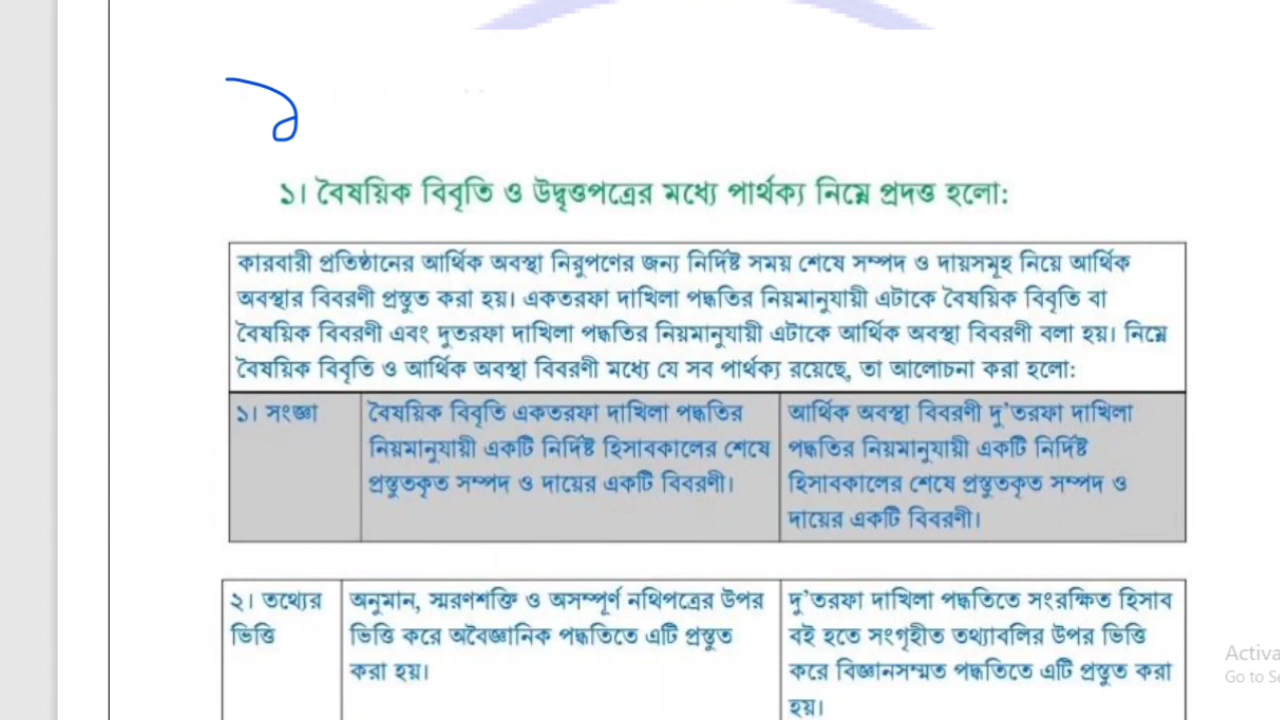 ১। বৈষয়িক বিবৃতি ও উদ্বৃত্তপত্রের মধ্যে পার্থক্য নিম্নে প্রদত্ত হলো:
কারবারী প্রতিষ্ঠানের আর্থিক অবস্থা নিরুপণের জন্য নির্দিষ্ট সময় শেষে সম্পদ ও দায়সমূহ নিয়ে আর্থিক
অবস্থার বিবরণী প্রস্তুত করা হয়। একতরফা দাখিলা পদ্ধতির নিয়মানুযায়ী এটাকে বৈষয়িক বিবৃতি বা
বৈষয়িক বিবরণী এবং দুতরফা দাখিলা পদ্ধতির নিয়মানুযায়ী এটাকে আর্থিক অবস্থা বিবরণী বলা হয়। নিম্নে
বৈষয়িক বিবৃতি ও আর্থিক অবস্থা বিবরণী মধ্যে যে সব পার্থক্য রয়েছে, তা আলোচনা করা হলো:
১। সংজ্ঞা
বৈষয়িক বিবৃতি একতরফা দাখিলা পদ্ধতির
নিয়মানুযায়ী একটি নির্দিষ্ট হিসাবকালের শেষে
প্রস্তুতকৃত সম্পদ ও দায়ের একটি বিবরণী।
আর্থিক অবস্থা বিবরণী দু'তরফা দাখিলা
পদ্ধতির নিয়মানুযায়ী একটি নির্দিষ্ট
হিসাবকালের শেষে প্রস্তুতকৃত সম্পদ ও
দায়ের একটি বিবরণী।
২। তথ্যের
ভিত্তি
অনুমান, স্মরণশক্তি ও অসম্পূর্ণ নথিপত্রের উপর
ভিত্তি করে অবৈজ্ঞানিক পদ্ধতিতে এটি প্রস্তুত
করা হয়।
দু'তরফা দাখিলা পদ্ধতিতে সংরক্ষিত হিসাব
বই হতে সংগৃহীত তথ্যাবলির উপর ভিত্তি
করে বিজ্ঞানসম্মত পদ্ধতিতে এটি প্রস্তুত করা
হয়।
Activa
Go to Se